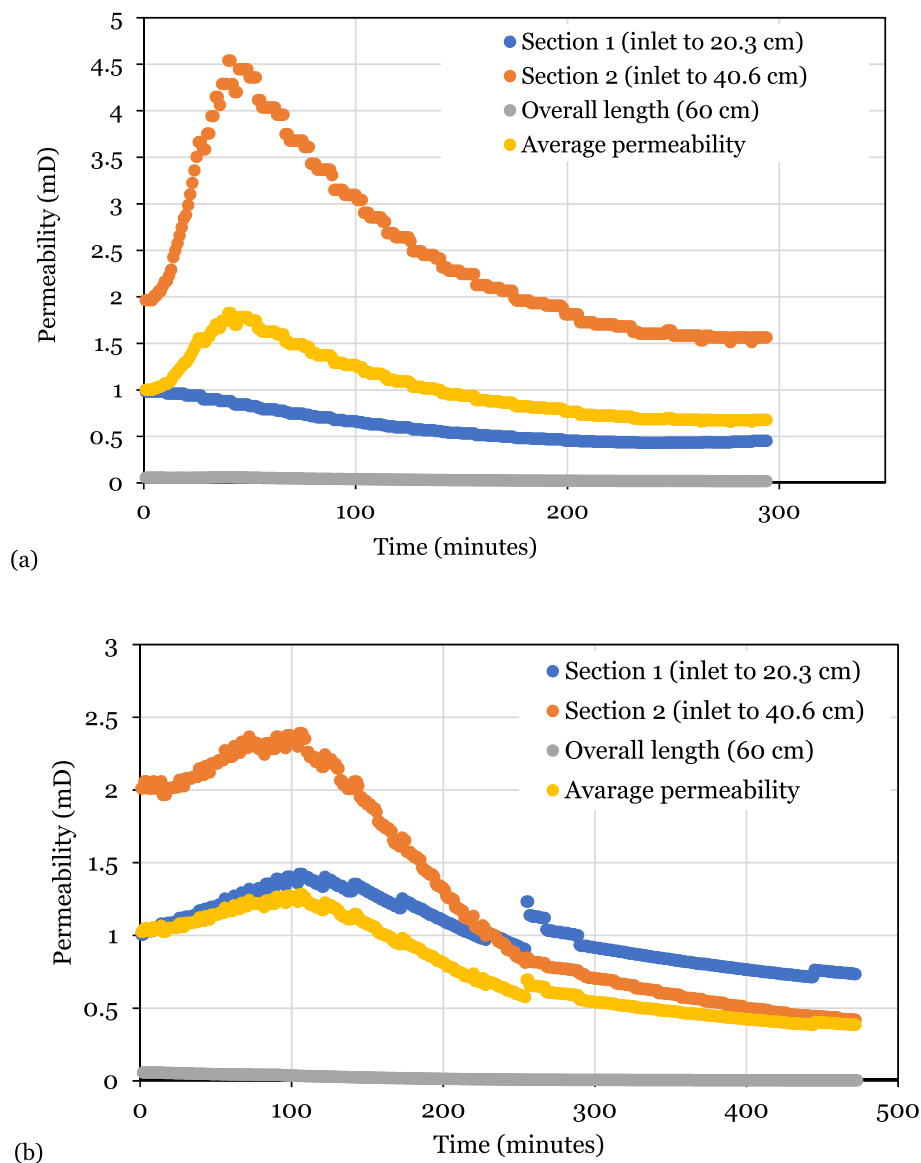 5
4.5
4
3.5
3
2.5
2
1.5
1
0.5
0
Permeability (mD)
Section 1 (inlet to 20.3 cm)
Section 2 (inlet to 40.6 cm)
Overall length (60 cm)
Average permeability
0 100 200 300
Time (minutes)
(a)
3
2.5
2
1.5
1
0.5
0
Permeability (mD)
Section 1 (inlet to 20.3 cm)
Section 2 (inlet to 40.6 cm)
Overall length (60 cm)
Avarage permeability
0 100 200 300 400 500
Time (minutes)
(b)